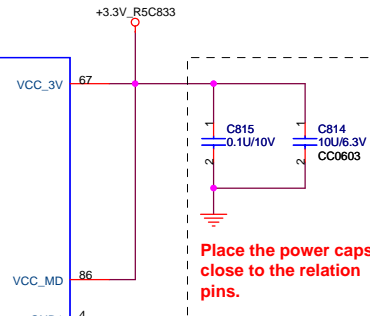 +3.3V_R5C833
VCC_3V 67
1 1
C815 C814
0.1U/10V 10U/6.3V
CC0603
2 2
Place the power caps
close to the relation
pins.
VCC_MD 86
4